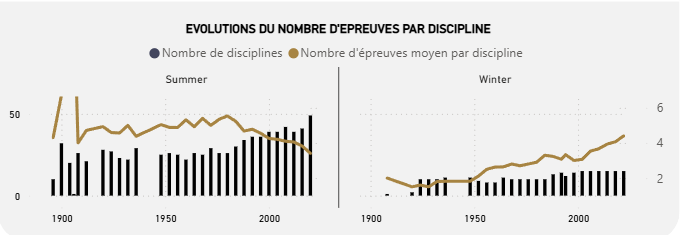 EVOLUTIONS DU NOMBRE D'EPREUVES PAR DISCIPLINE
Nombre de disciplines Nombre d'épreuves moyen par discipline
Summer Winter
50
0
6
4
2
1900 1950 2000 1900 1950 2000